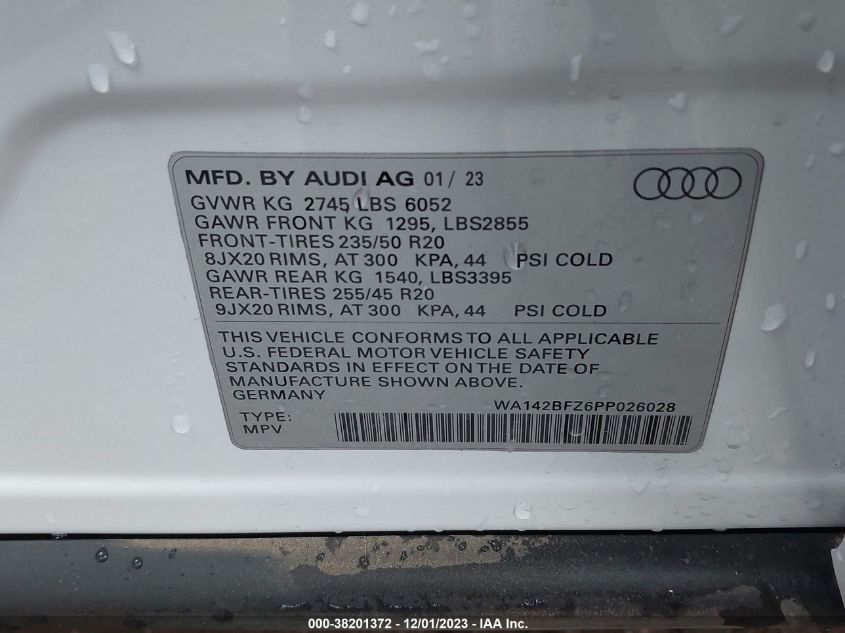 MFD. BY AUDI AG 01/ 23
GVWR KG 2745 LBS 6052
GAWR FRONT KG 1295, LBS2855
FRONT-TIRES 235/50 R20
8JX20 RIMS, AT 300 KPA, 44 PSI COLD
GAWR REAR KG 1540, LBS3395
REAR-TIRES 255/45 R20
9JX20 RIMS, AT 300 KPA, 44 PSI COLD
THIS VEHICLE CONFORMS TO ALL APPLICABLE
U.S. FEDERAL MOTOR VEHICLE SAFETY
STANDARDS IN EFFECT ON THE DATE OF
MANUFACTURE SHOWN ABOVE.
GERMANY
WA142BFZ6PP026028
TYPE:
MPV
000-38201372 - 12/01/2023 - IAA Inc.